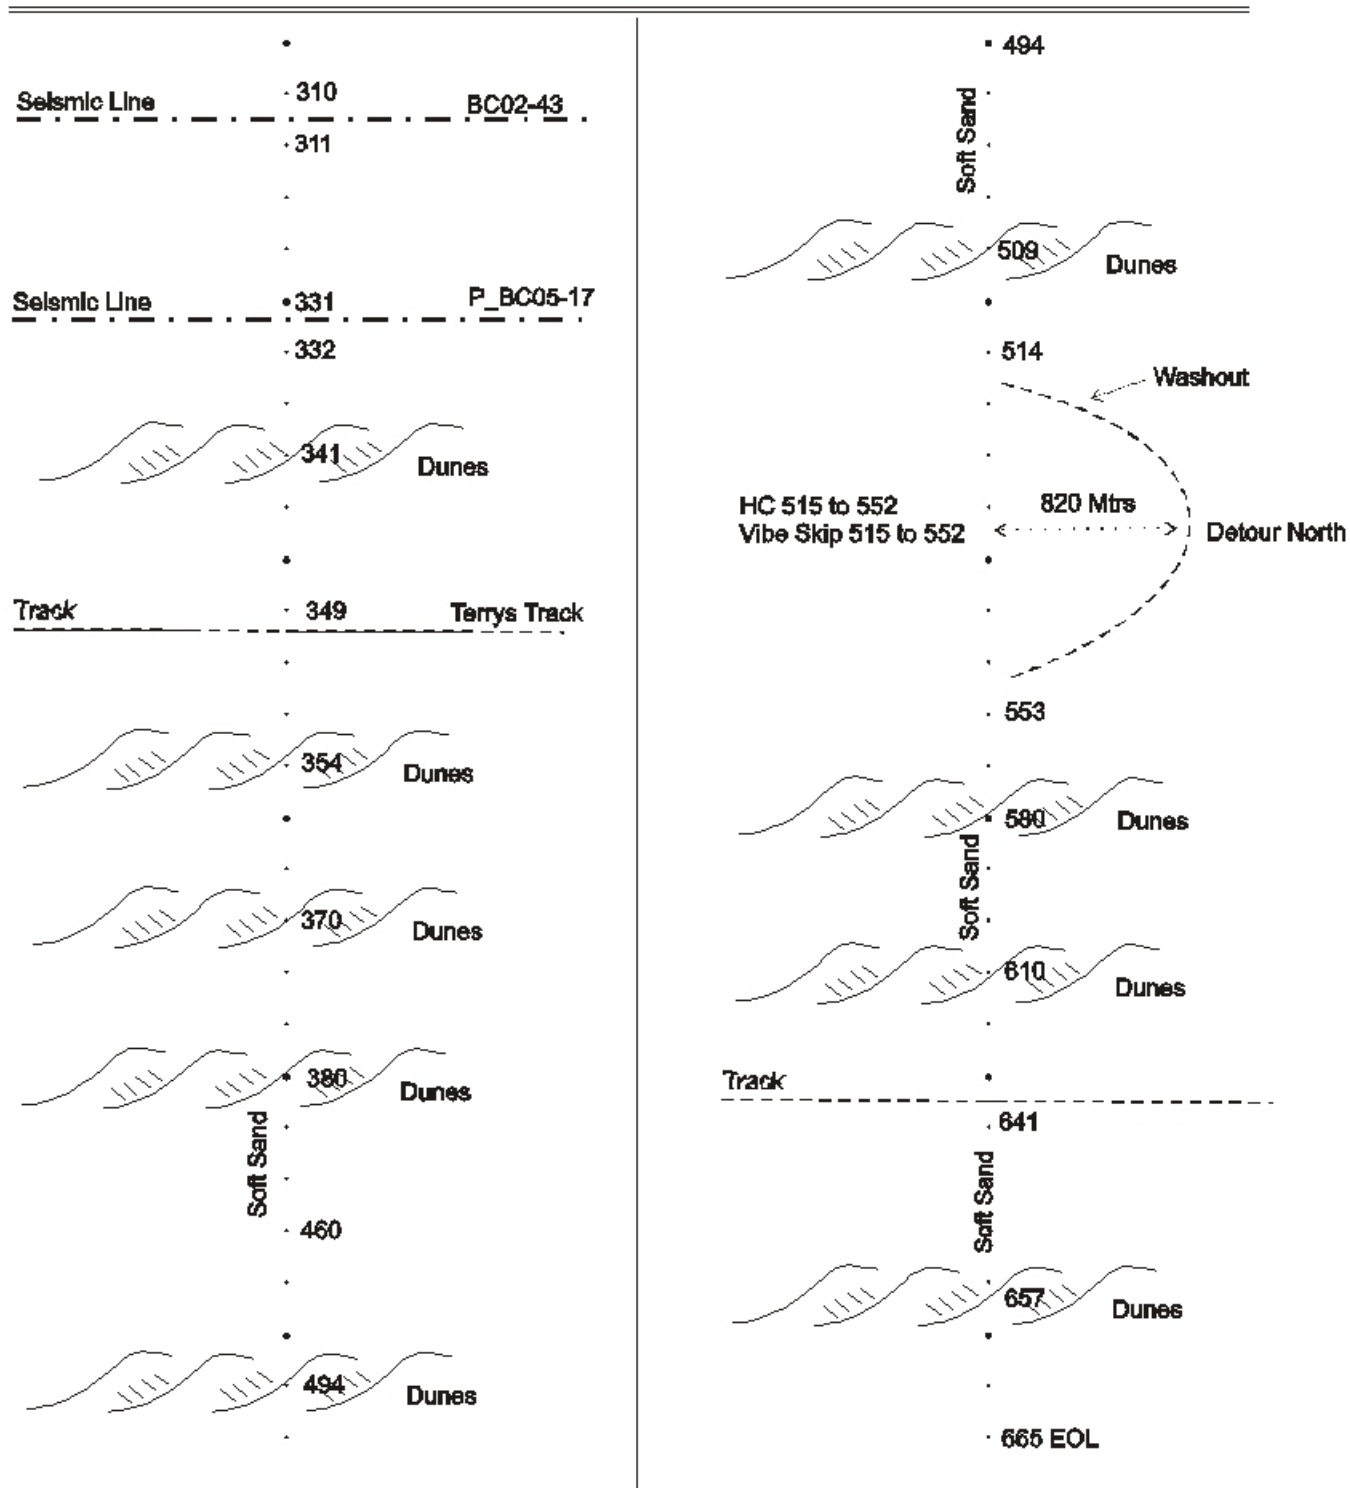 310
Seismic Line
BC02-43
311
Seismic Line
331
P_BC05-17
332
341
Dunes
Track
349
Terrys Track
354
Dunes
370
Dunes
380
Dunes
Soft Sand
460
494
Dunes
494
Soft Sand
509
Dunes
514
Washout
HC 515 to 552
Vibe Skip 515 to 552
820 Mtrs
Detour North
553
580
Dunes
Soft Sand
610
Dunes
Track
641
Soft Sand
657
Dunes
665 EOL